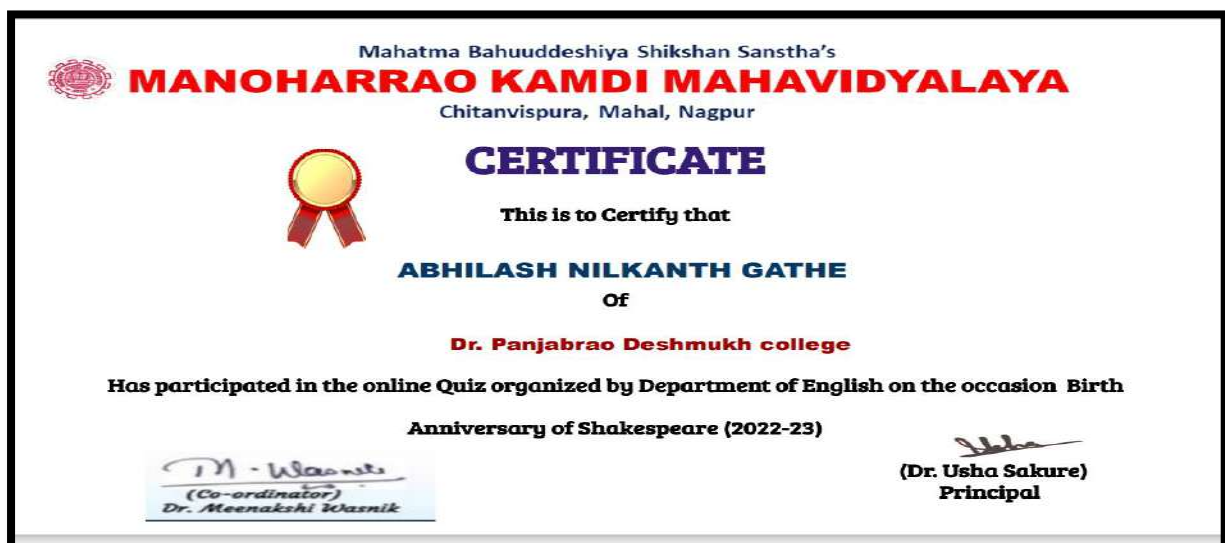 Mahatma Bahuuddeshiya Shikshan Sanstha's
MANOHARRAO KAMDI MAHAVIDYALAYA
Chitanvispura, Mahal, Nagpur
CERTIFICATE
This is to Certify that
ABHILASH NILKANTH GATHE
Of
Dr. Panjabrao Deshmukh college
Has participated in the online Quiz organized by Department of English on the occasion Birth
Anniversary of Shakespeare (2022-23)
M - Wasnik
(Co-ordinator)
Dr. Meenakshi Wasnik
(Dr. Usha Sakure)
Principal